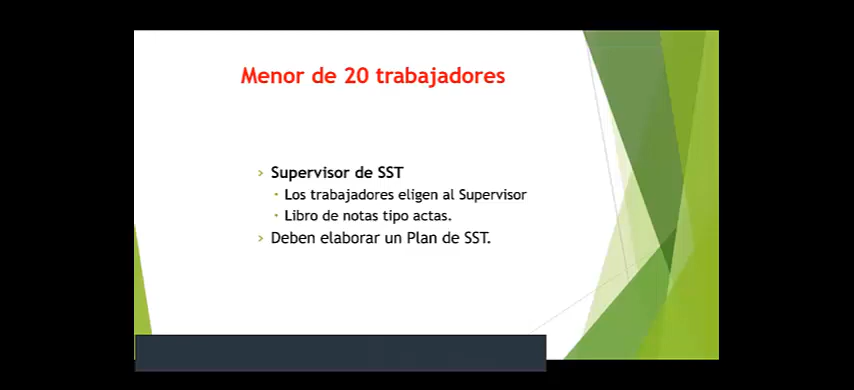 Menor de 20 trabajadores
Supervisor de SST
Los trabajadores eligen al Supervisor
Libro de notas tipo actas.
Deben elaborar un Plan de SST.